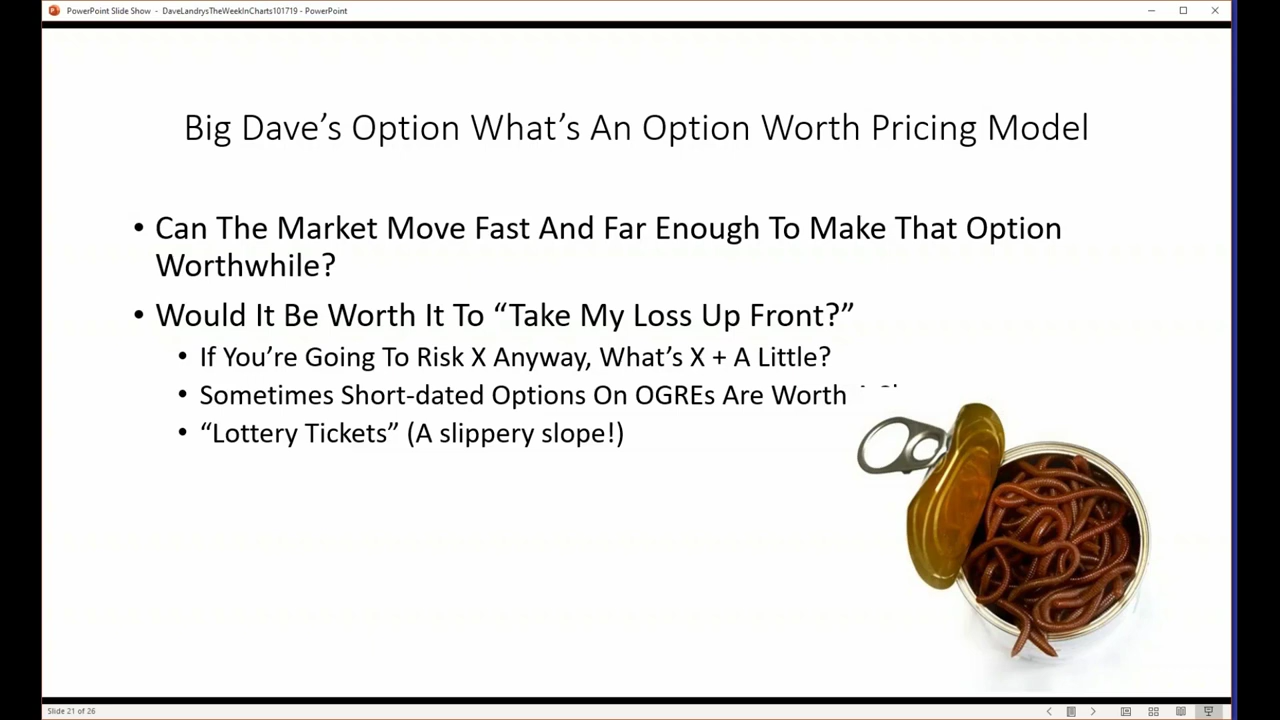 PowerPoint Slide Show - DaveLandrysTheWeekInCharts101719 - PowerPoint
Big Dave’s Option What’s An Option Worth Pricing Model
• Can The Market Move Fast And Far Enough To Make That Option
Worthwhile?
• Would It Be Worth It To “Take My Loss Up Front?”
• If You’re Going To Risk X Anyway, What’s X + A Little?
• Sometimes Short-dated Options On OGREs Are Worth
• “Lottery Tickets” (A slippery slope!)
Slide 21 of 26